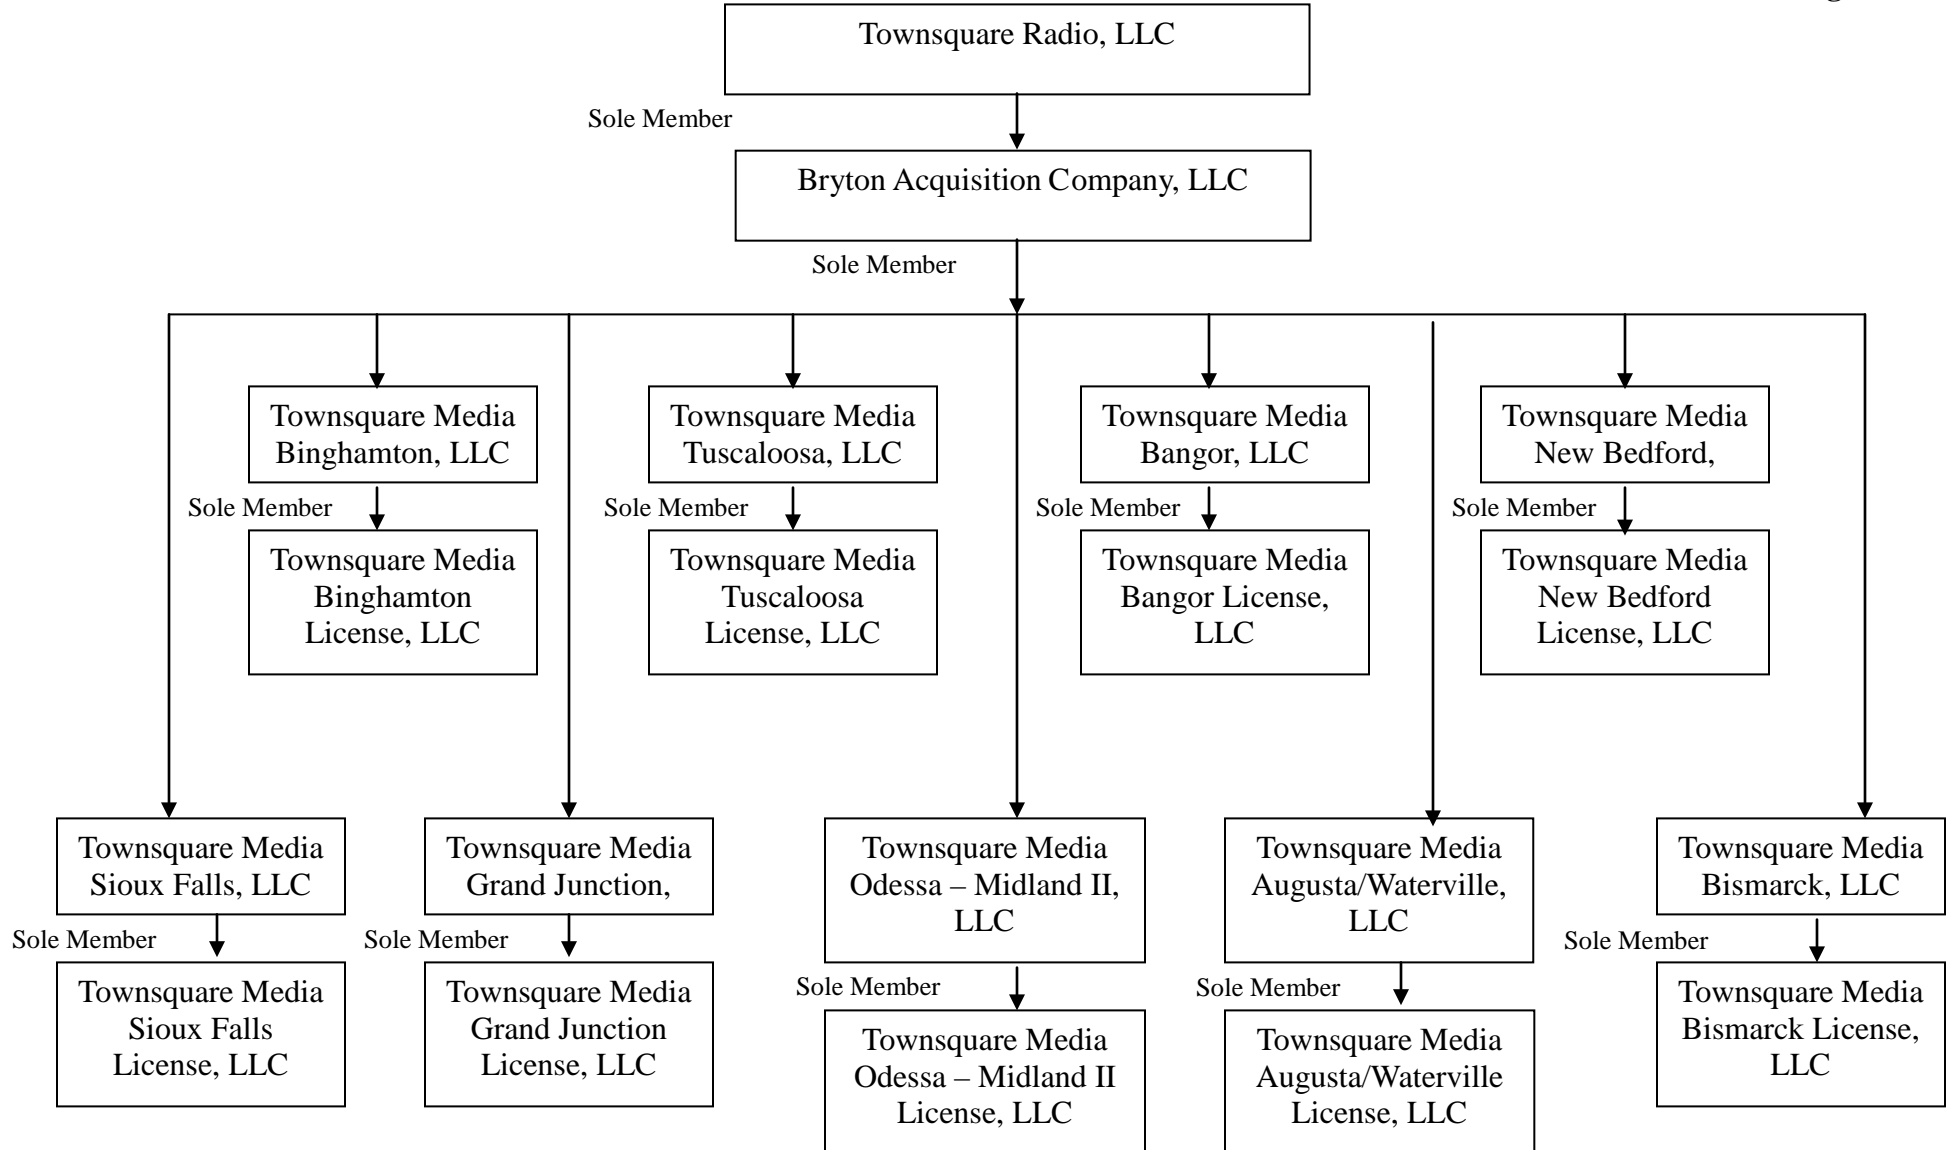 Townsquare Radio, LLC
Sole Member
Bryton Acquisition Company, LLC
Sole Member
Townsquare Media
Binghamton, LLC
Townsquare Media
Tuscaloosa, LLC
Townsquare Media
Bangor, LLC
Townsquare Media
New Bedford,
Sole Member
Sole Member
Sole Member
Sole Member
Townsquare Media
Binghamton
License, LLC
Townsquare Media
Tuscaloosa
License, LLC
Townsquare Media
Bangor License,
LLC
Townsquare Media
New Bedford
License, LLC
Townsquare Media
Sioux Falls, LLC
Townsquare Media
Grand Junction,
Townsquare Media
Odessa – Midland II,
LLC
Townsquare Media
Augusta/Waterville,
LLC
Townsquare Media
Bismarck, LLC
Sole Member
Sole Member
Sole Member
Sole Member
Sole Member
Townsquare Media
Sioux Falls
License, LLC
Townsquare Media
Grand Junction
License, LLC
Townsquare Media
Odessa – Midland II
License, LLC
Townsquare Media
Augusta/Waterville
License, LLC
Townsquare Media
Bismarck License,
LLC